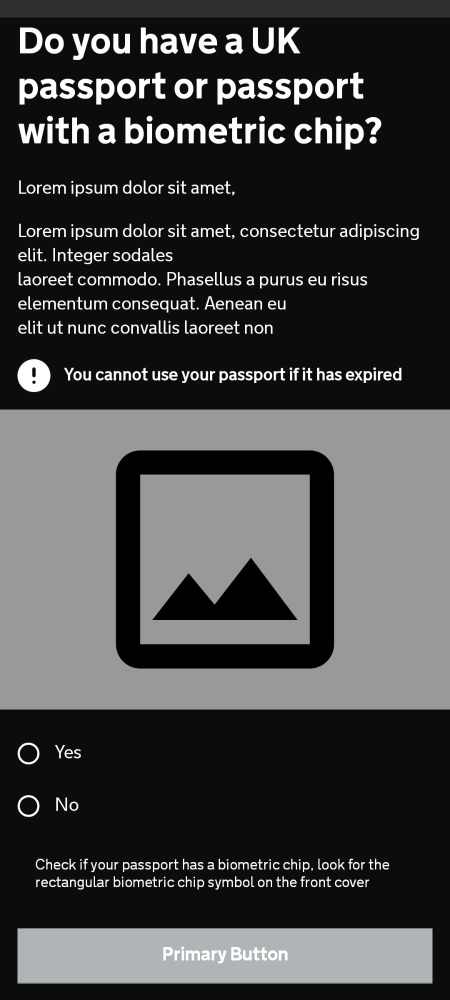 Do you have a UK
passport or passport
with a biometric chip?
Lorem ipsum dolor sit amet,
Lorem ipsum dolor sit amet, consectetur adipiscing
elit. Integer sodales
laoreet commodo. Phasellus a purus eu risus
elementum consequat. Aenean eu
elit ut nunc convallis laoreet non
! You cannot use your passport if it has expired
Yes
No
Check if your passport has a biometric chip, look for the
rectangular biometric chip symbol on the front cover
Primary Button